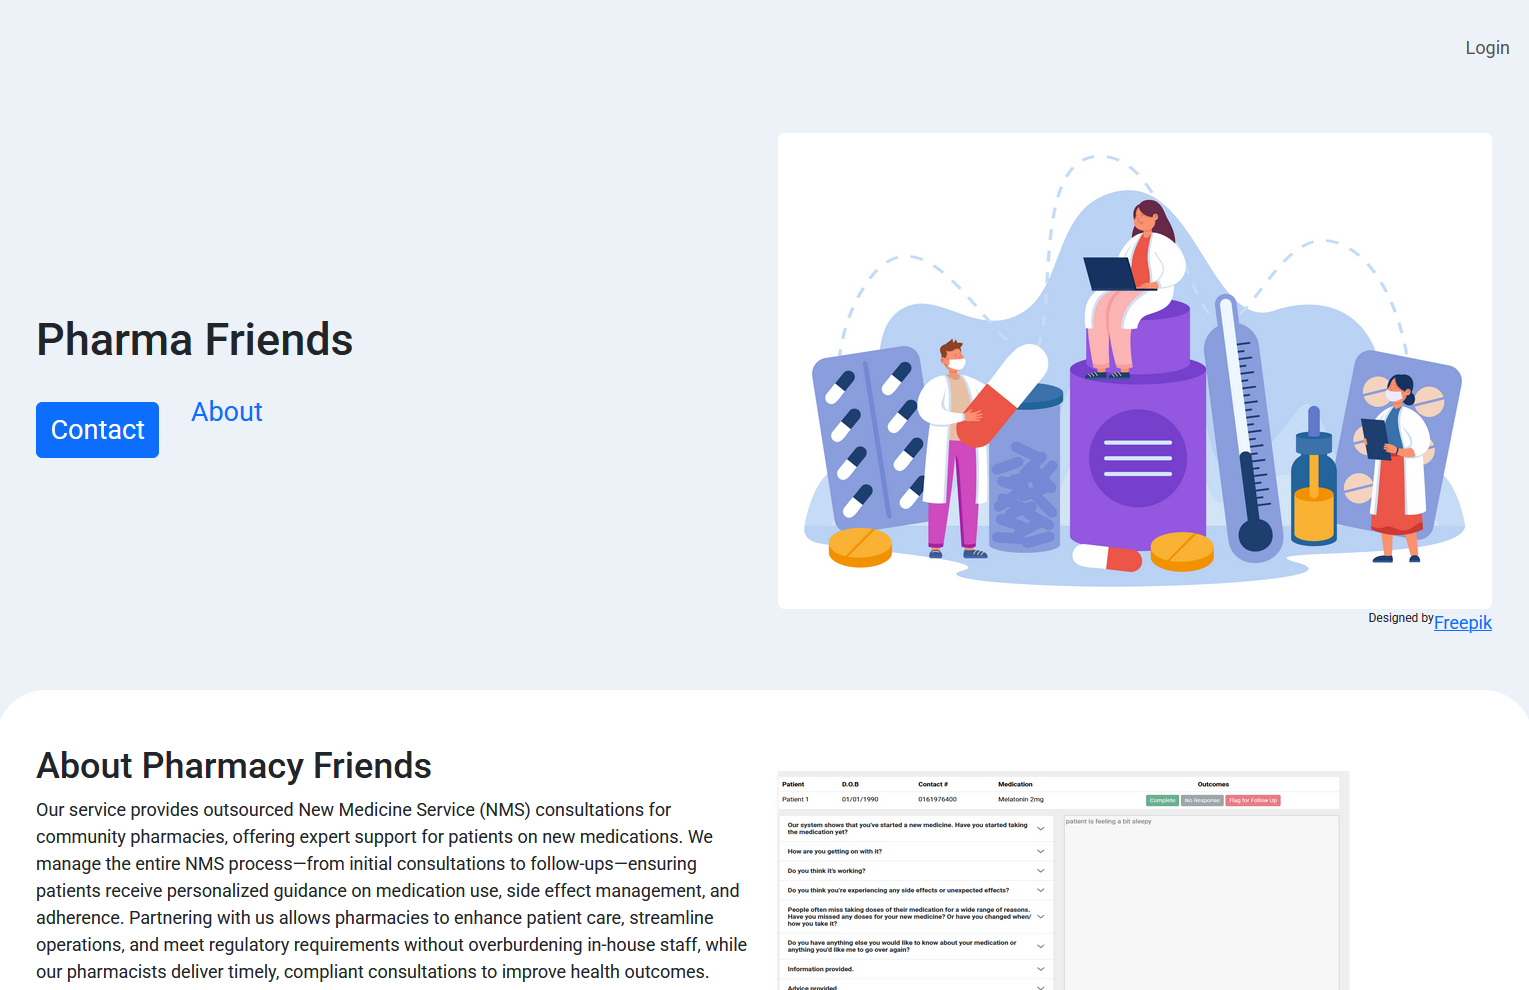 Login
Pharma Friends
Contact
About
Designed by Freepik
About Pharmacy Friends
Our service provides outsourced New Medicine Service (NMS) consultations for
community pharmacies, offering expert support for patients on new medications. We
manage the entire NMS process—from initial consultations to follow-ups—ensuring
patients receive personalized guidance on medication use, side effect management, and
adherence. Partnering with us allows pharmacies to enhance patient care, streamline
operations, and meet regulatory requirements without overburdening in-house staff, while
our pharmacists deliver timely, compliant consultations to improve health outcomes.
Patient D.O.B Contact # Medication Outcomes
Patient 1 01/01/1990 0161976400 Melatonin 2mg Complete No Response Flag for Follow Up
Our system shows that you've started a new medicine. Have you started taking
the medication yet?
How are you getting on with it?
Do you think it's working?
Do you think you're experiencing any side effects or unexpected effects?
People often miss taking doses of their medication for a wide range of reasons.
Have you missed any doses for your new medicine? Or have you changed when/
how you take it?
Do you have anything else you would like to know about your medication or
anything you'd like me to go over again?
Information provided.
Advice provided
patient is feeling a bit sleepy